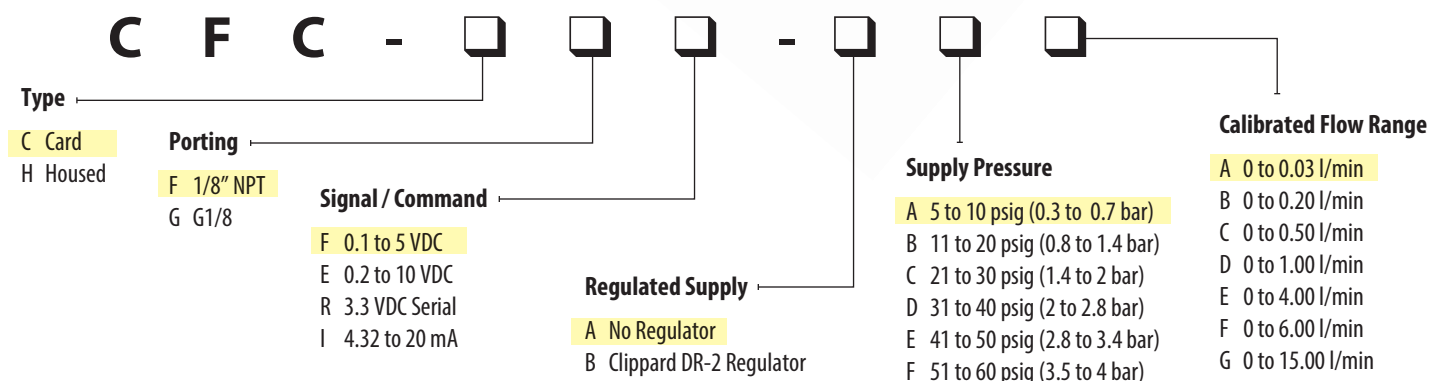 C F C - ❑ ❑ ❑ - ❑ ❑ ❑
Type
C Card
H Housed
Porting
F 1/8" NPT
G G1/8
Signal / Command
F 0.1 to 5 VDC
E 0.2 to 10 VDC
R 3.3 VDC Serial
I 4.32 to 20 mA
Regulated Supply
A No Regulator
B Clippard DR-2 Regulator
Supply Pressure
A 5 to 10 psig (0.3 to 0.7 bar)
B 11 to 20 psig (0.8 to 1.4 bar)
C 21 to 30 psig (1.4 to 2 bar)
D 31 to 40 psig (2 to 2.8 bar)
E 41 to 50 psig (2.8 to 3.4 bar)
F 51 to 60 psig (3.5 to 4 bar)
Calibrated Flow Range
A 0 to 0.03 l/min
B 0 to 0.20 l/min
C 0 to 0.50 l/min
D 0 to 1.00 l/min
E 0 to 4.00 l/min
F 0 to 6.00 l/min
G 0 to 15.00 l/min